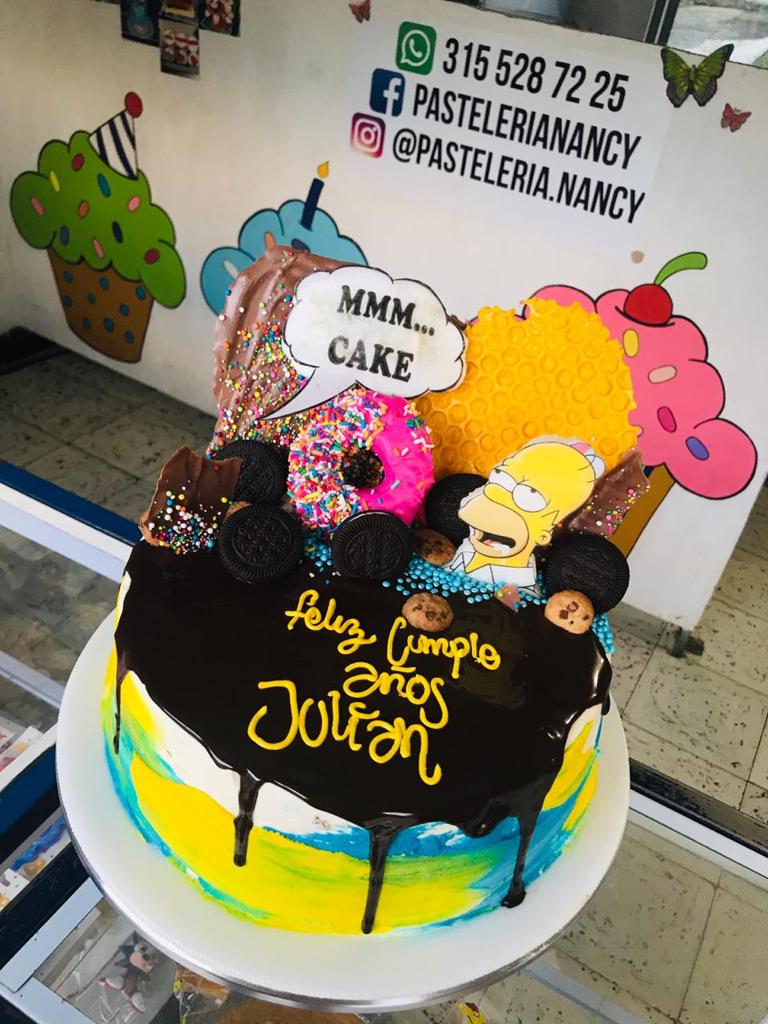 315 528 72 25
PASTELERIANANCY
@PASTELERIA.NANCY
MMM...
CAKE
feliz Cumple
años
Julian